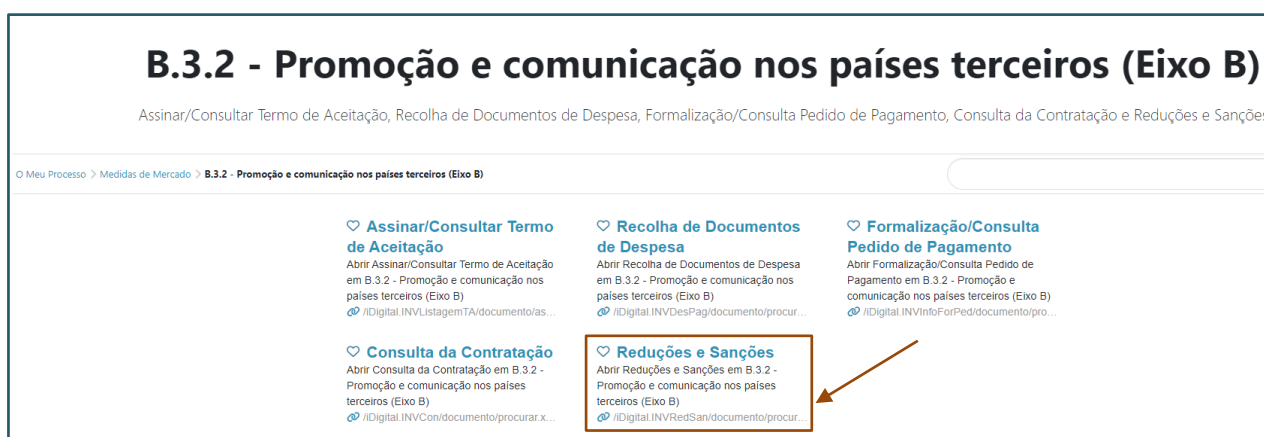 B.3.2 - Promoção e comunicação nos países terceiros (Eixo B)
Assinar/Consultar Termo de Aceitação, Recolha de Documentos de Despesa, Formalização/Consulta Pedido de Pagamento, Consulta da Contratação e Reduções e Sanções
O Meu Processo > Medidas de Mercado > B.3.2 - Promoção e comunicação nos países terceiros (Eixo B)
Assinar/Consultar Termo
de Aceitação
Abrir Assinar/Consultar Termo de Aceitação
em B.3.2 - Promoção e comunicação nos
países terceiros (Eixo B)
/iDigital.INVListagemTA/documento/as...
Recolha de Documentos
de Despesa
Abrir Recolha de Documentos de Despesa
em B.3.2 - Promoção e comunicação nos
países terceiros (Eixo B)
/iDigital.INVDesPag/documento/procur...
Formalização/Consulta
Pedido de Pagamento
Abrir Formalização/Consulta Pedido de
Pagamento em B.3.2 - Promoção e
comunicação nos países terceiros (Eixo B)
/iDigital.INVInfoForPed/documento/pro...
Consulta da Contratação
Abrir Consulta da Contratação em B.3.2 -
Promoção e comunicação nos países
terceiros (Eixo B)
/iDigital.INVCon/documento/procurar.x...
Reduções e Sanções
Abrir Reduções e Sanções em B.3.2 -
Promoção e comunicação nos países
terceiros (Eixo B)
/iDigital.INVRedSan/documento/procur...